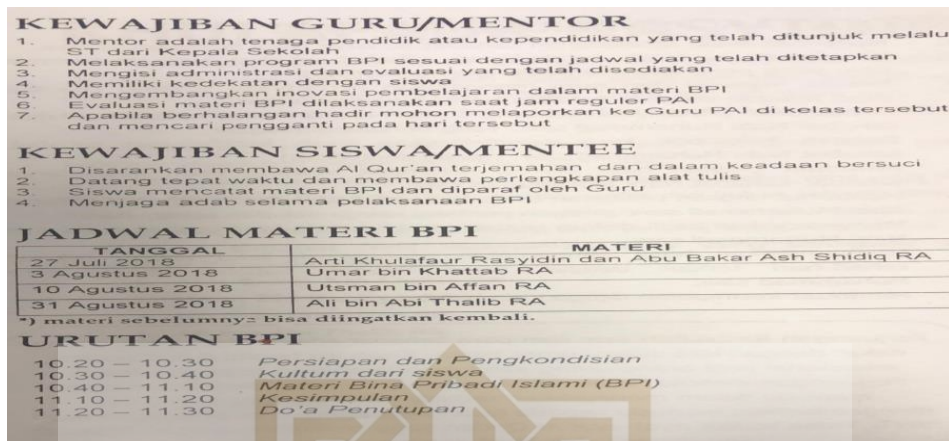 KEWAJIBAN GURU/MENTOR
1. Mentor adalah tenaga pendidik atau kependidikan yang telah ditunjuk melalu
ST dari Kepala Sekolah
2. Melaksanakan program BPI sesuai dengan jadwal yang telah ditetapkan
3. Mengisi administrasi dan evaluasi yang telah disediakan
4. Memiliki kedekatan dengan siswa
5. Mengembangkan inovasi pembelajaran dalam materi BPI
6. Evaluasi materi BPI dilaksanakan saat jam reguler PAI
7. Apabila berhalangan hadir mohon melaporkan ke Guru PAI di kelas tersebut
dan mencari pengganti pada hari tersebut
KEWAJIBAN SISWA/MENTEE
1. Disarankan membawa Al Qur'an terjemahan dan dalam keadaan bersuci
2. Datang tepat waktu dan membawa perlengkapan alat tulis
3. Siswa mencatat materi BPI dan diparaf oleh Guru
4. Menjaga adab selama pelaksanaan BPI
JADWAL MATERI BPI
TANGGAL MATERI
27 Juli 2018 Arti Khulafaur Rasyidin dan Abu Bakar Ash Shidiq RA
3 Agustus 2018 Umar bin Khattab RA
10 Agustus 2018 Utsman bin Affan RA
31 Agustus 2018 Ali bin Abi Thalib RA
*) materi sebelumnya bisa diingatkan kembali.
URUTAN BPI
10.20 – 10.30 Persiapan dan Pengkondisian
10.30 – 10.40 Kultum dari siswa
10.40 – 11.10 Materi Bina Pribadi Islami (BPI)
11.10 – 11.20 Kesimpulan
11.20 – 11.30 Do'a Penutupan